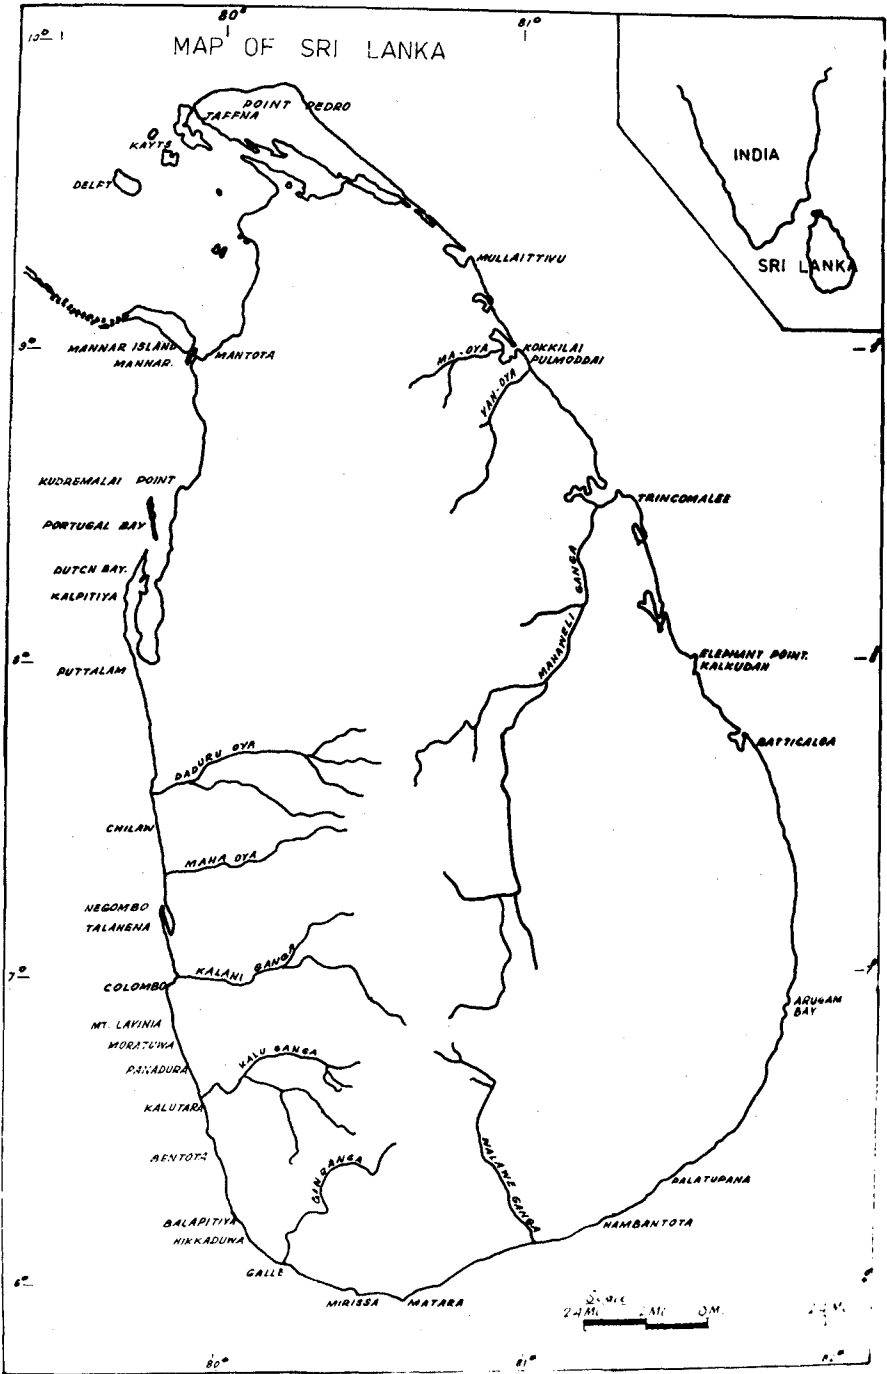 80°
81°
10°
MAP OF SRI LANKA
POINT PEDRO
JAFFNA
KAYTS
DELFT
INDIA
SRI LANKA
MULLAITTIVU
9°
MANNAR ISLAND
MANNAR.
MANTOTA
MA-OYA
KOKKILAI
PULMODDAI
YAN-OYA
KUDREMALAI POINT
TRINCOMALEE
PORTUGAL BAY
DUTCH BAY.
KALPITIYA
MAHAWELI GANGA
8°
PUTTALAM
ELEPHANT POINT.
KALKUDAH
BATTICALOA
DADURU OYA
CHILAW
MAHA OYA
NEGOMBO
TALAHENA
7°
COLOMBO
KALANI GANGA
ARUGAM
BAY
MT. LAVINIA
MORATUWA
PANADURA
KALU GANGA
KALUTARA
BENTOTA
GIN GANGA
WALAWE GANGA
PALATUPANA
BALAPITIYA
HIKKADUWA
HAMBANTOTA
GALLE
6°
MIRISSA
MATARA
Scale
80°
81°